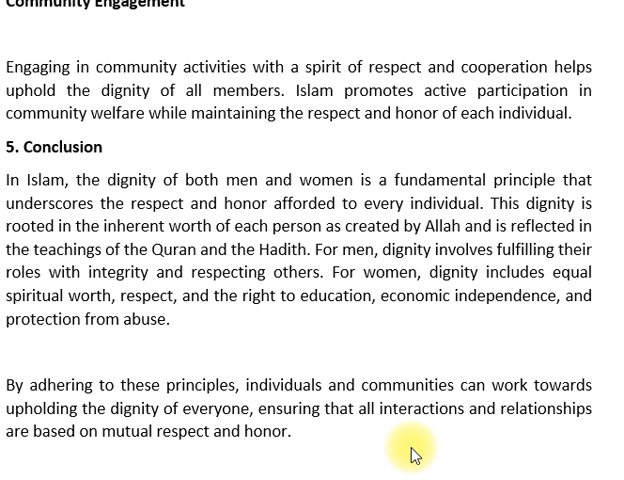 Community Engagement
Engaging in community activities with a spirit of respect and cooperation helps
uphold the dignity of all members. Islam promotes active participation in
community welfare while maintaining the respect and honor of each individual.
5. Conclusion
In Islam, the dignity of both men and women is a fundamental principle that
underscores the respect and honor afforded to every individual. This dignity is
rooted in the inherent worth of each person as created by Allah and is reflected in
the teachings of the Quran and the Hadith. For men, dignity involves fulfilling their
roles with integrity and respecting others. For women, dignity includes equal
spiritual worth, respect, and the right to education, economic independence, and
protection from abuse.
By adhering to these principles, individuals and communities can work towards
upholding the dignity of everyone, ensuring that all interactions and relationships
are based on mutual respect and honor.